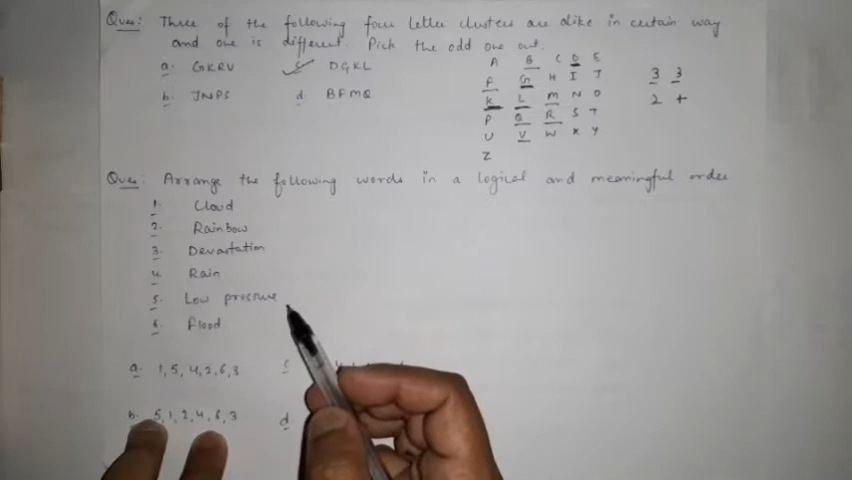 Ques: Three of the following four letter clusters are alike in certain way
and one is different. Pick the odd one out.
a. GKRV c. DGKL
b. JNPS d. BFMQ
A B C D E
F G H I J
K L M N O
P Q R S T
U V W X Y
Z
3 3
2 +
Ques: Arrange the following words in a logical and meaningful order
1. Cloud
2. Rainbow
3. Devastation
4. Rain
5. Low pressure
6. Flood
a. 1, 5, 4, 2, 6, 3 c.
b. 5, 1, 2, 4, 6, 3 d.